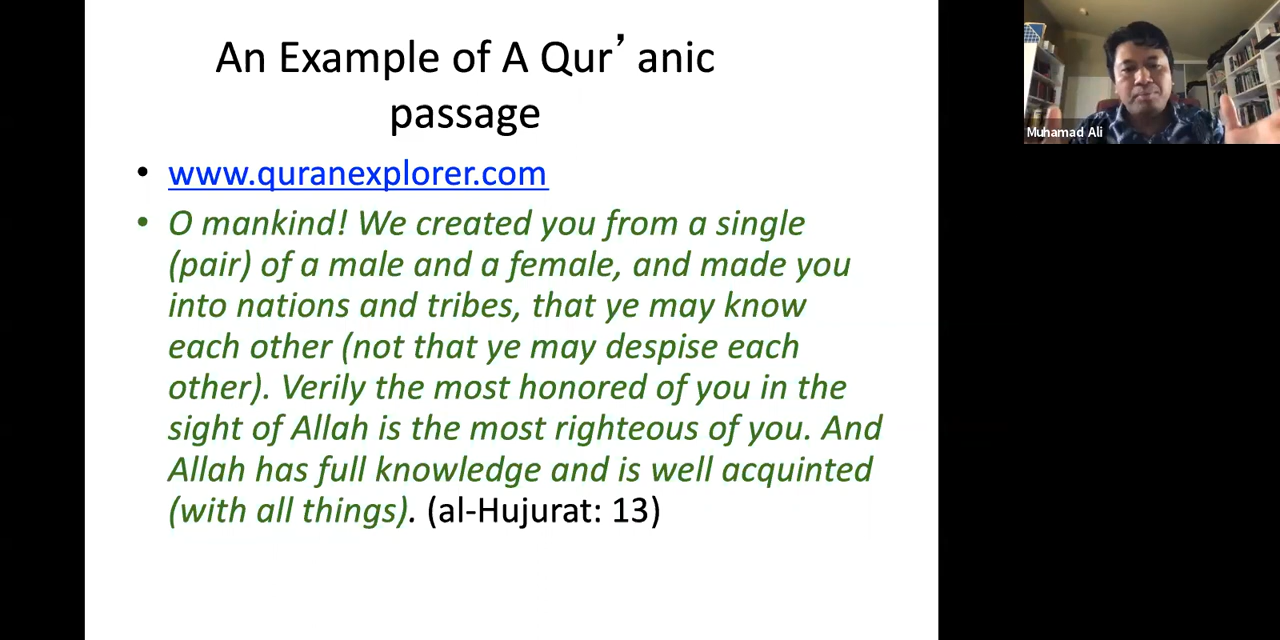 An Example of A Qur’anic
passage
• www.quranexplorer.com
• O mankind! We created you from a single
(pair) of a male and a female, and made you
into nations and tribes, that ye may know
each other (not that ye may despise each
other). Verily the most honored of you in the
sight of Allah is the most righteous of you. And
Allah has full knowledge and is well acquinted
(with all things). (al-Hujurat: 13)
Muhamad Ali